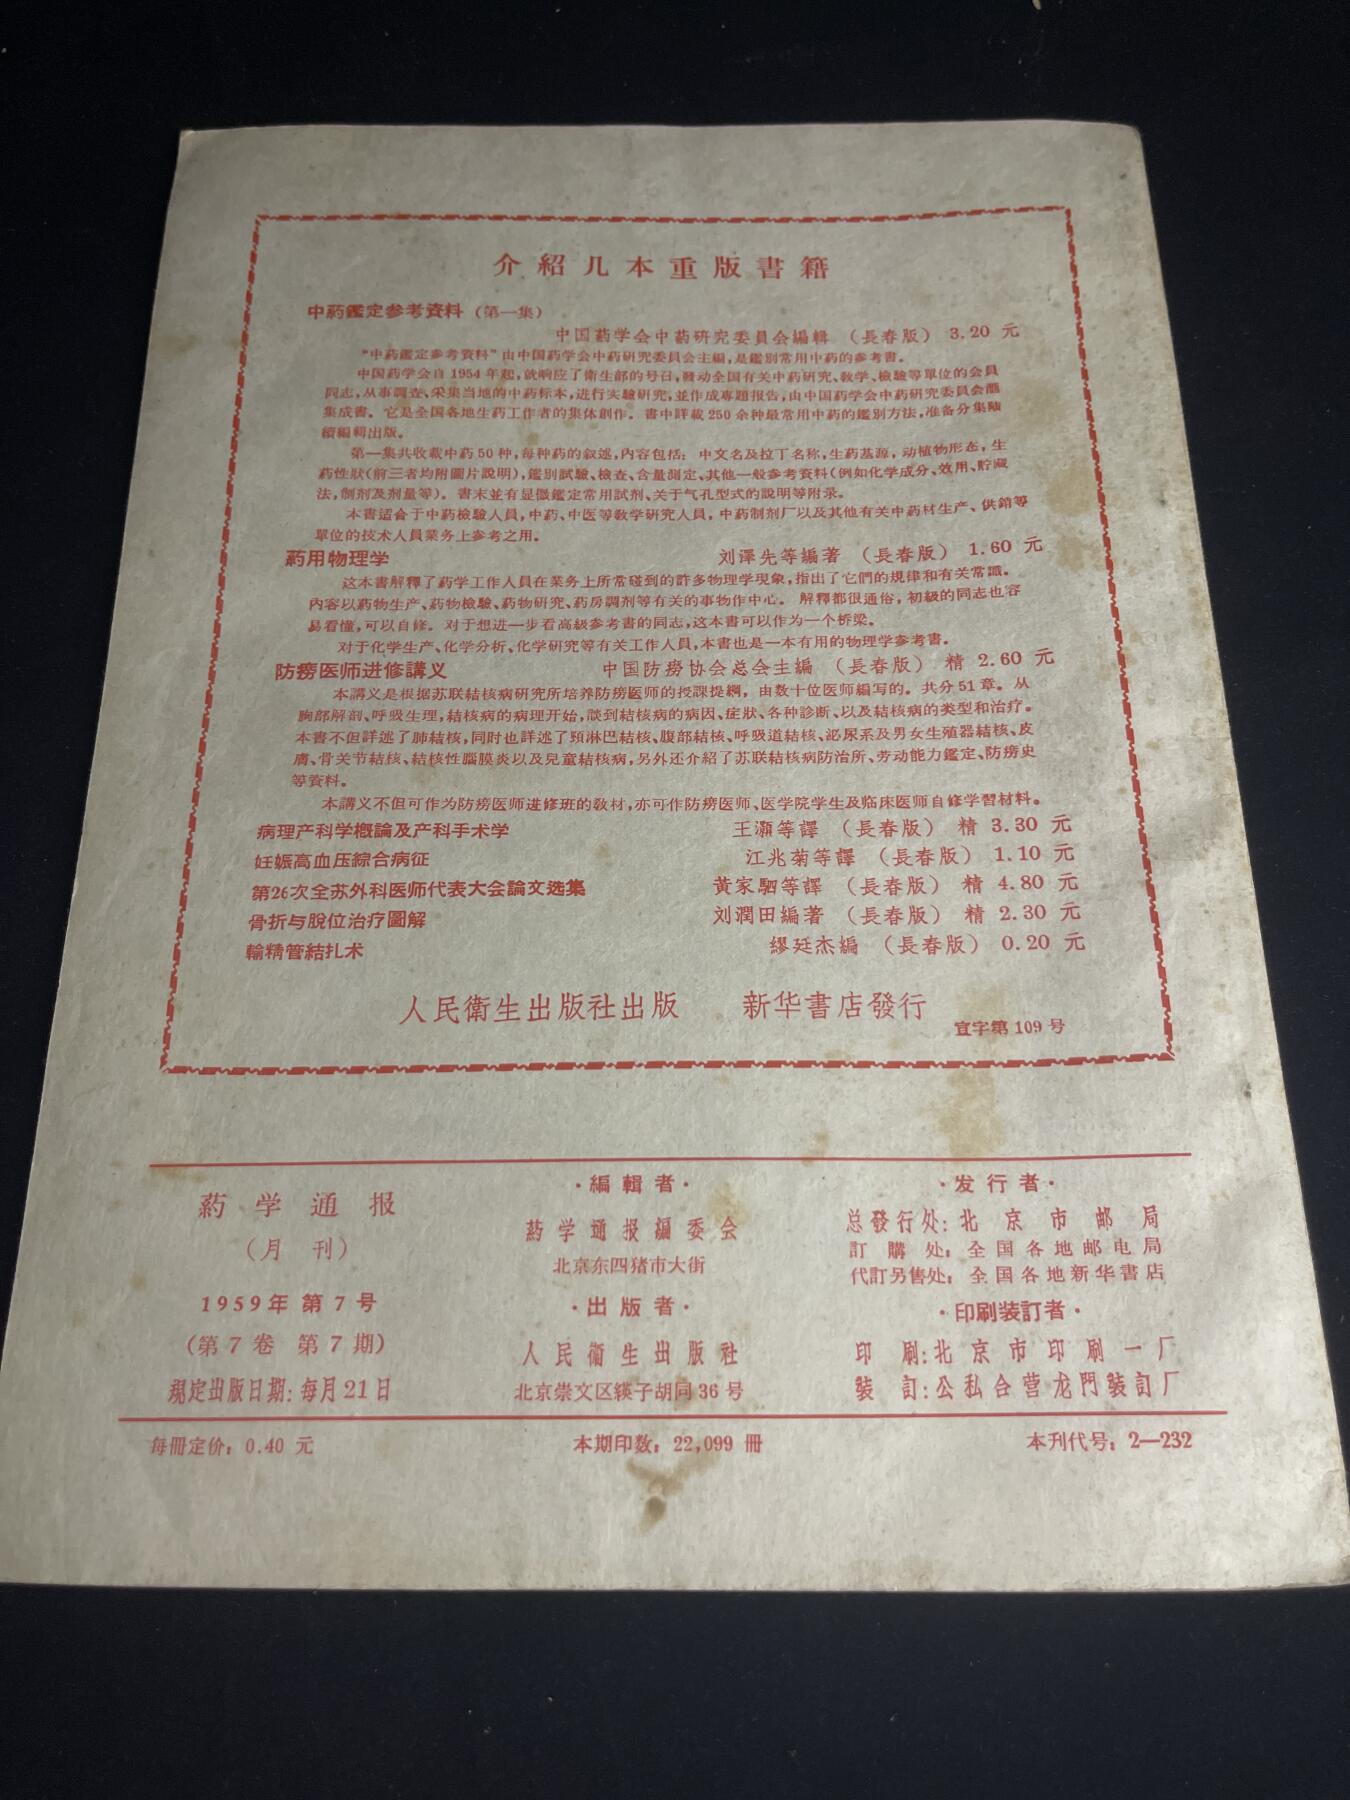 介紹几本重版書籍
中葯鑑定参考資料（第一集）
中国葯学会中葯研究委員会編輯 （長春版） 3.20 元
“中葯鑑定参考資料”由中国葯学会中葯研究委員会主編，是鑑別常用中葯的参考書。
中国葯学会自1954年起，就响应了衛生部的号召，發动全国有关中葯研究、教学、檢驗等單位的会員
同志，从事調查、采集当地的中葯标本，进行实驗研究，並作成專題报告，由中国葯学会中葯研究委員会匯
集成書。它是全国各地生葯工作者的集体創作。書中詳載250余种最常用中葯的鑑別方法，准备分集陆
續編輯出版。
第一集共收載中葯50种，每种葯的叙述，内容包括：中文名及拉丁名称，生葯基源，动植物形态，生
葯性狀（前三者均附圖片說明），鑑別試驗、檢查、含量測定、其他一般参考資料（例如化学成分、效用、貯藏
法，制剂及剂量等）。書末並有显微鑑定常用試剂、关于气孔型式的說明等附录。
本書适合于中葯檢驗人員，中葯、中医等教学研究人員，中葯制剂厂以及其他有关中葯材生产、供銷等
單位的技术人員業务上参考之用。
葯用物理学 刘澤先等編著 （長春版） 1.60 元
这本書解釋了葯学工作人員在業务上所常碰到的許多物理学現象，指出了它們的規律和有关常識。
内容以葯物生产、葯物檢驗、葯物研究、葯房調剂等有关的事物作中心。解釋都很通俗，初級的同志也容
易看懂，可以自修。对于想进一步看高級参考書的同志，这本書可以作为一个桥梁。
对于化学生产、化学分析、化学研究等有关工作人員，本書也是一本有用的物理学参考書。
防癆医师进修講义 中国防癆协会总会主編 （長春版） 精 2.60 元
本講义是根据苏联結核病研究所培养防癆医师的授課提綱，由数十位医师編写的。共分51章。从
胸部解剖、呼吸生理，結核病的病理开始，談到結核病的病因、症狀、各种診断、以及結核病的类型和治疗。
本書不但詳述了肺結核，同时也詳述了頸淋巴結核、腹部結核、呼吸道結核、泌尿系及男女生殖器結核、皮
膚、骨关节結核、結核性腦膜炎以及兒童結核病，另外还介紹了苏联結核病防治所、劳动能力鑑定、防癆史
等資料。
本講义不但可作为防癆医师进修班的教材，亦可作防癆医师、医学院学生及临床医师自修学習材料。
病理产科学概論及产科手术学 王灝等譯 （長春版） 精 3.30 元
妊娠高血压綜合病征 江兆菊等譯 （長春版） 1.10 元
第26次全苏外科医师代表大会論文选集 黄家駟等譯 （長春版） 精 4.80 元
骨折与脫位治疗圖解 刘潤田編著 （長春版） 精 2.30 元
輸精管結扎术 繆廷杰編 （長春版） 0.20 元
人民衛生出版社出版 新华書店發行
宣字第109号
葯学通报
（月刊）
1959年 第7号
（第7卷 第7期）
規定出版日期：每月21日
·編輯者·
葯学通报編委会
北京东四猪市大街
·出版者·
人民衛生出版社
北京崇文区緓子胡同36号
·发行者·
总發行处：北京市邮局
訂購处：全国各地邮电局
代訂另售处：全国各地新华書店
·印刷装訂者·
印刷：北京市印刷一厂
装訂：公私合营龙門装訂厂
每冊定价：0.40 元
本期印数：22,099 冊
本刊代号：2—232